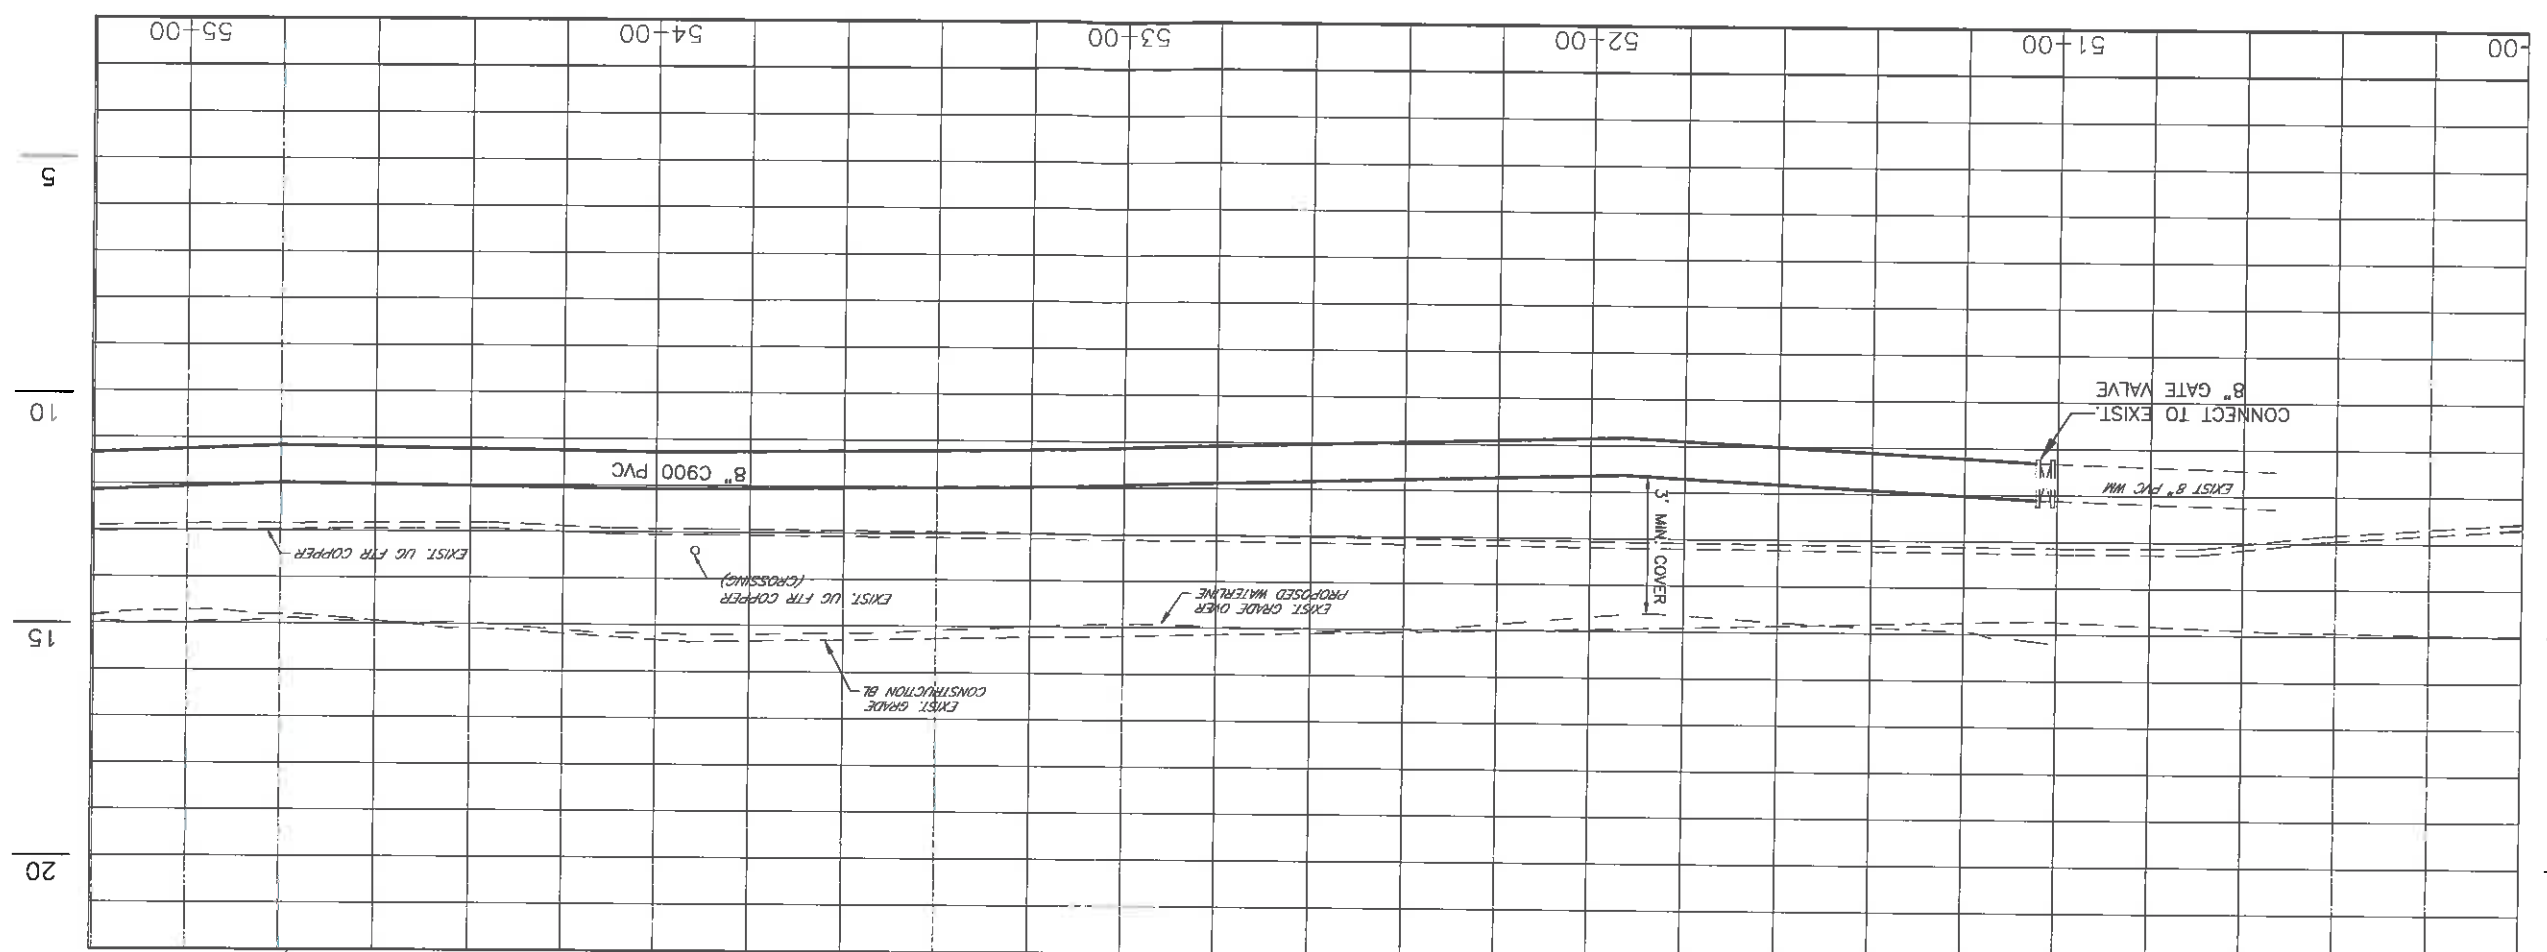 20
15
10
5
EXIST. GRADE
CONSTRUCTION BL
EXIST. GRADE OVER
PROPOSED WATERLINE
EXIST. UG FTR COPPER
(CROSSING)
EXIST. UG FTR COPPER
3' MIN. COVER
EXIST 8" PVC WM
8" C900 PVC
CONNECT TO EXIST.
8" GATE VALVE
-00
51+00
52+00
53+00
54+00
55+00